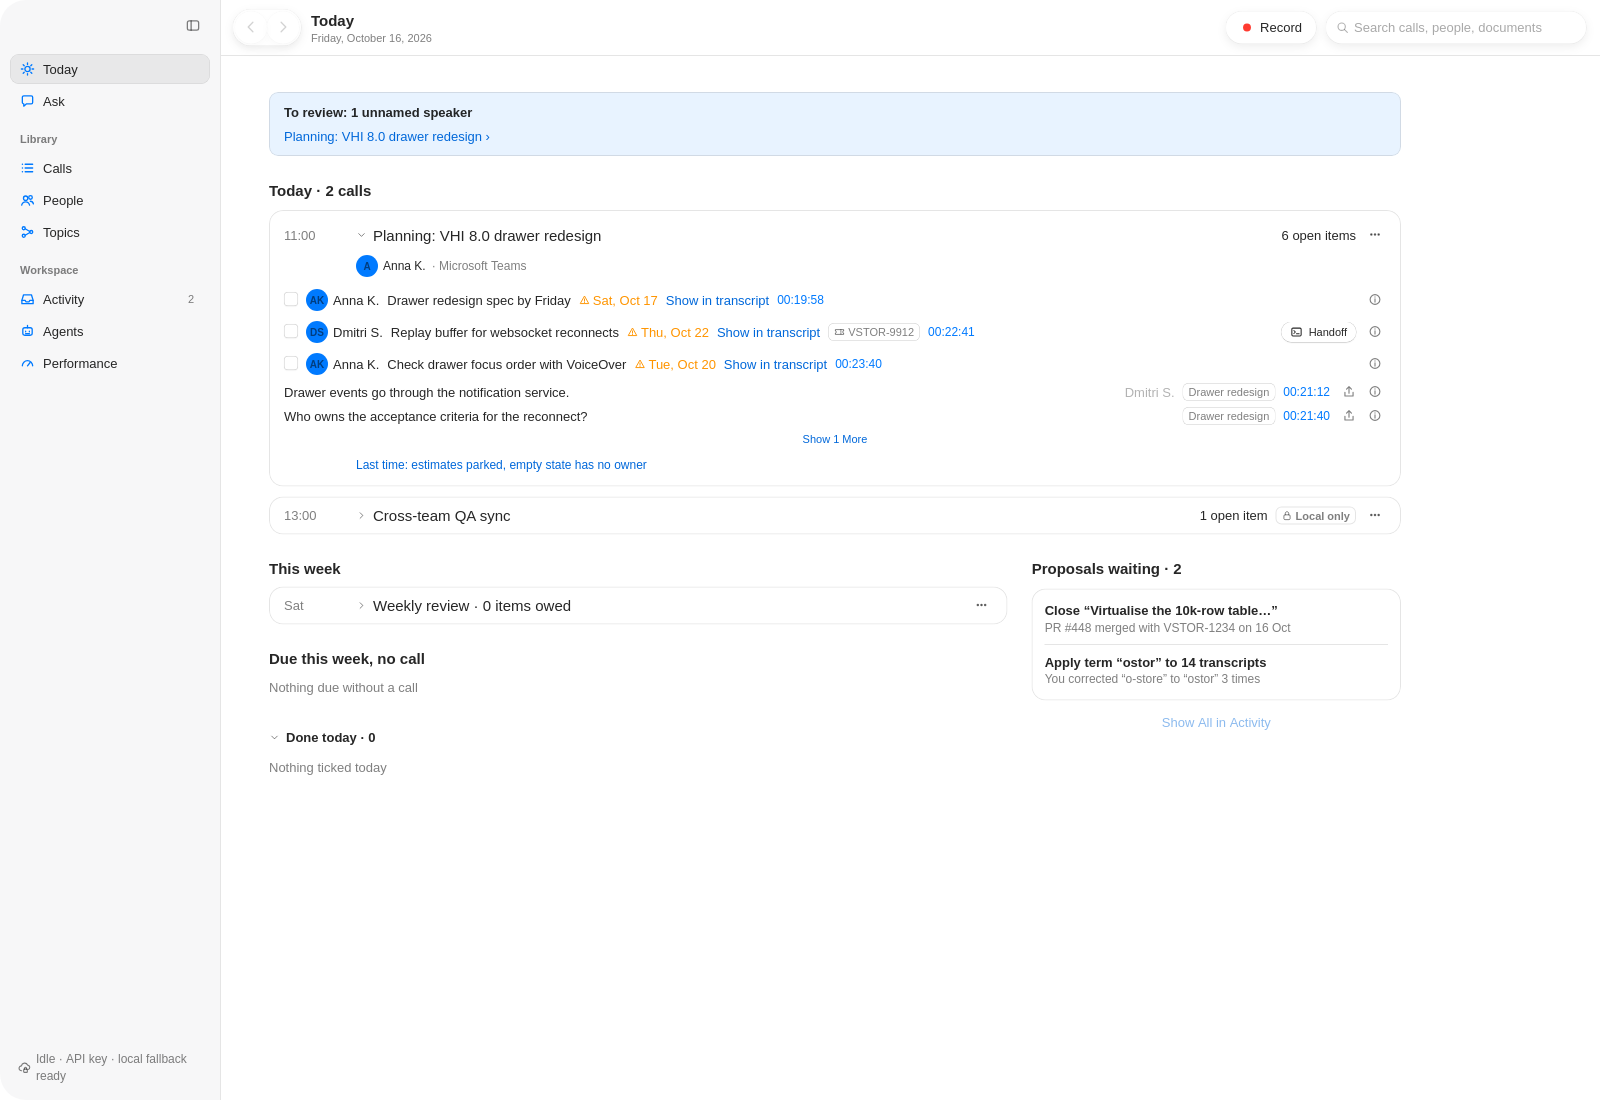 Today
Friday, October 16, 2026
Record
Search calls, people, documents
Today
Ask
Library
Calls
People
Topics
Workspace
Activity 2
Agents
Performance
Idle · API key · local fallback
ready
To review: 1 unnamed speaker
Planning: VHI 8.0 drawer redesign ›
Today · 2 calls
11:00 Planning: VHI 8.0 drawer redesign 6 open items
A Anna K. · Microsoft Teams
AK Anna K. Drawer redesign spec by Friday Sat, Oct 17 Show in transcript 00:19:58
DS Dmitri S. Replay buffer for websocket reconnects Thu, Oct 22 Show in transcript VSTOR-9912 00:22:41 Handoff
AK Anna K. Check drawer focus order with VoiceOver Tue, Oct 20 Show in transcript 00:23:40
Drawer events go through the notification service. Dmitri S. Drawer redesign 00:21:12
Who owns the acceptance criteria for the reconnect? Drawer redesign 00:21:40
Show 1 More
Last time: estimates parked, empty state has no owner
13:00 Cross-team QA sync 1 open item Local only
This week
Sat Weekly review · 0 items owed
Due this week, no call
Nothing due without a call
Done today · 0
Nothing ticked today
Proposals waiting · 2
Close “Virtualise the 10k-row table…”
PR #448 merged with VSTOR-1234 on 16 Oct
Apply term “ostor” to 14 transcripts
You corrected “o-store” to “ostor” 3 times
Show All in Activity